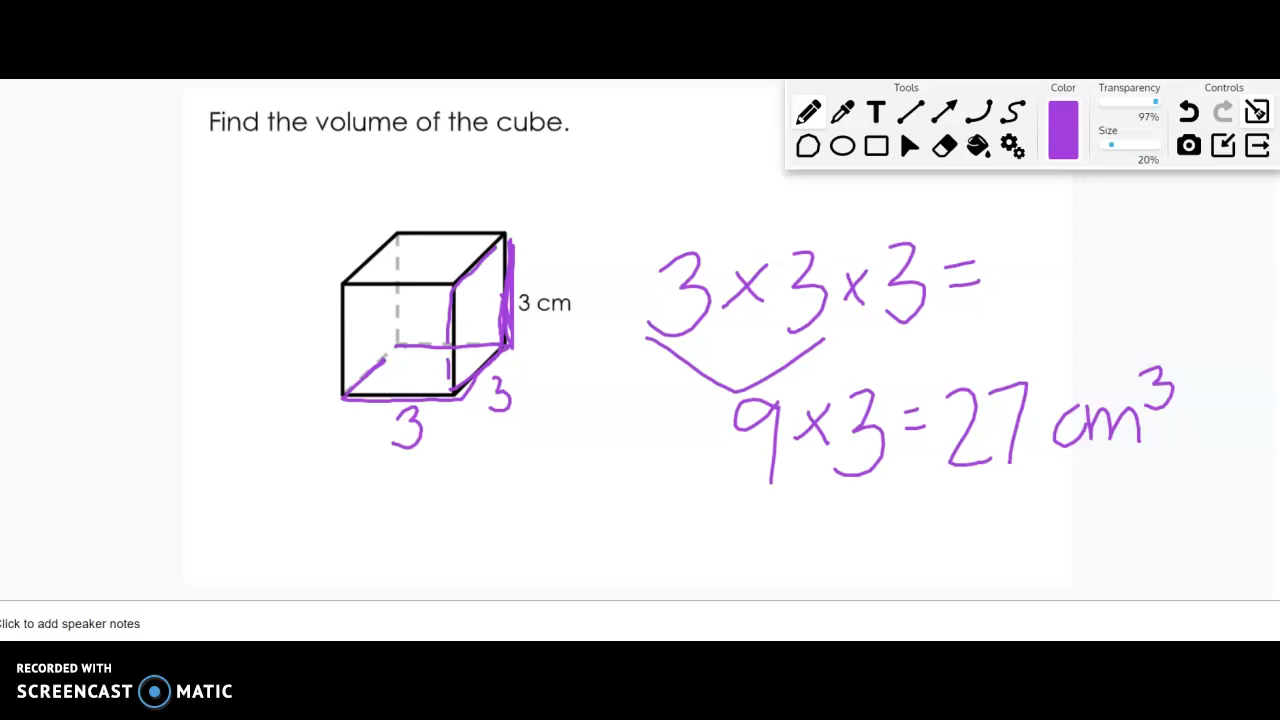 Find the volume of the cube.
Tools
Color
Transparency
97%
Size
20%
Controls
3 cm
3
3
3 × 3 × 3 =
9 × 3 = 27 cm³
Click to add speaker notes
RECORDED WITH
SCREENCAST MATIC